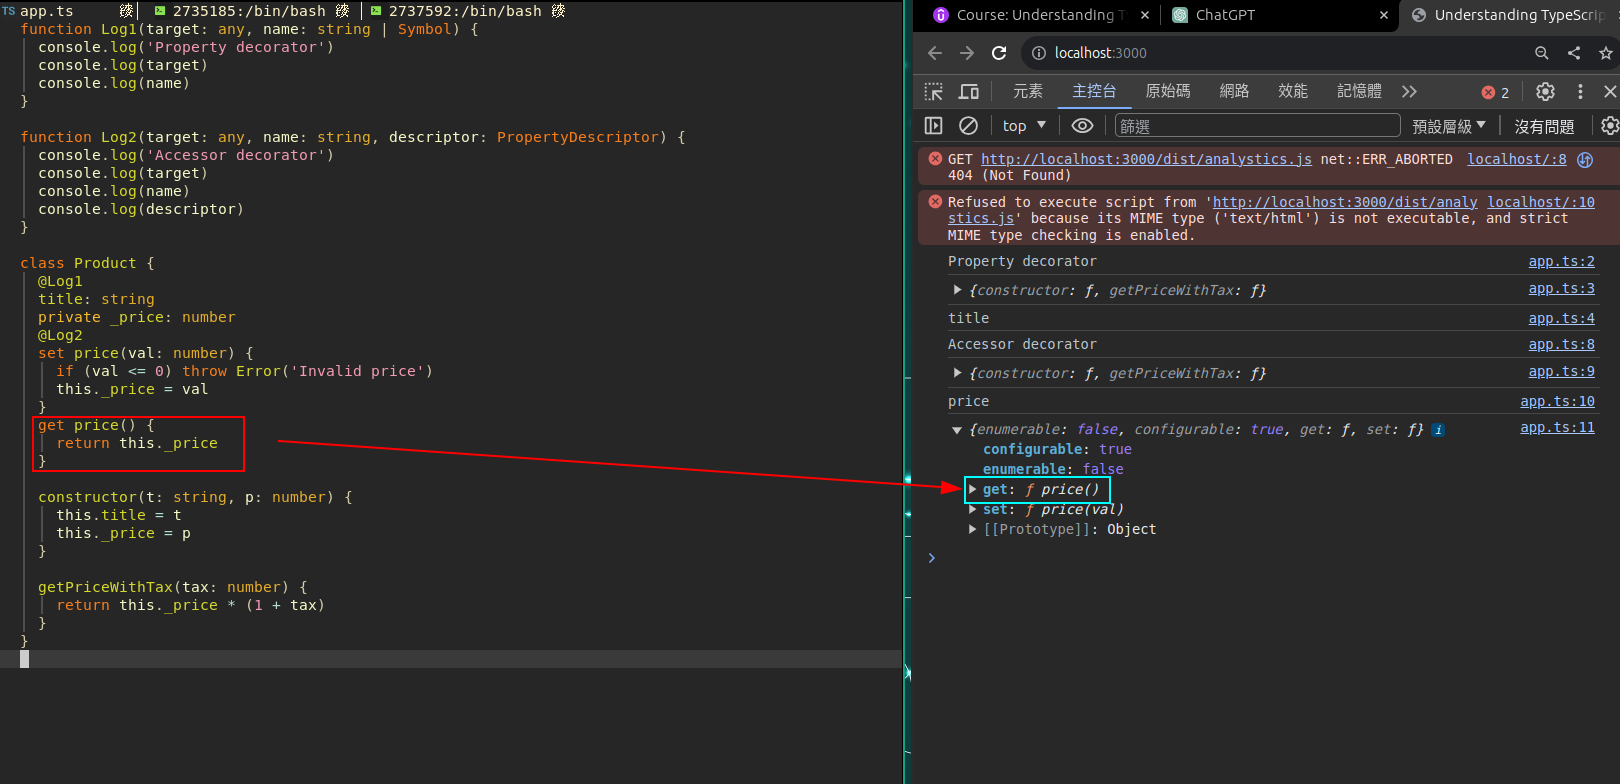 TS app.ts
2735185:/bin/bash
2737592:/bin/bash
function Log1(target: any, name: string | Symbol) {
console.log('Property decorator')
console.log(target)
console.log(name)
}
function Log2(target: any, name: string, descriptor: PropertyDescriptor) {
console.log('Accessor decorator')
console.log(target)
console.log(name)
console.log(descriptor)
}
class Product {
@Log1
title: string
private _price: number
@Log2
set price(val: number) {
if (val <= 0) throw Error('Invalid price')
this._price = val
}
get price() {
return this._price
}
constructor(t: string, p: number) {
this.title = t
this._price = p
}
getPriceWithTax(tax: number) {
return this._price * (1 + tax)
}
}
Course: Understanding T
ChatGPT
Understanding TypeScrip
localhost:3000
元素 主控台 原始碼 網路 效能 記憶體 2
top 篩選 預設層級 沒有問題
GET http://localhost:3000/dist/analystics.js net::ERR_ABORTED localhost/:8
404 (Not Found)
Refused to execute script from 'http://localhost:3000/dist/analy localhost/:10
stics.js' because its MIME type ('text/html') is not executable, and strict
MIME type checking is enabled.
Property decorator app.ts:2
{constructor: ƒ, getPriceWithTax: ƒ} app.ts:3
title app.ts:4
Accessor decorator app.ts:8
{constructor: ƒ, getPriceWithTax: ƒ} app.ts:9
price app.ts:10
{enumerable: false, configurable: true, get: ƒ, set: ƒ} app.ts:11
configurable: true
enumerable: false
get: ƒ price()
set: ƒ price(val)
[[Prototype]]: Object